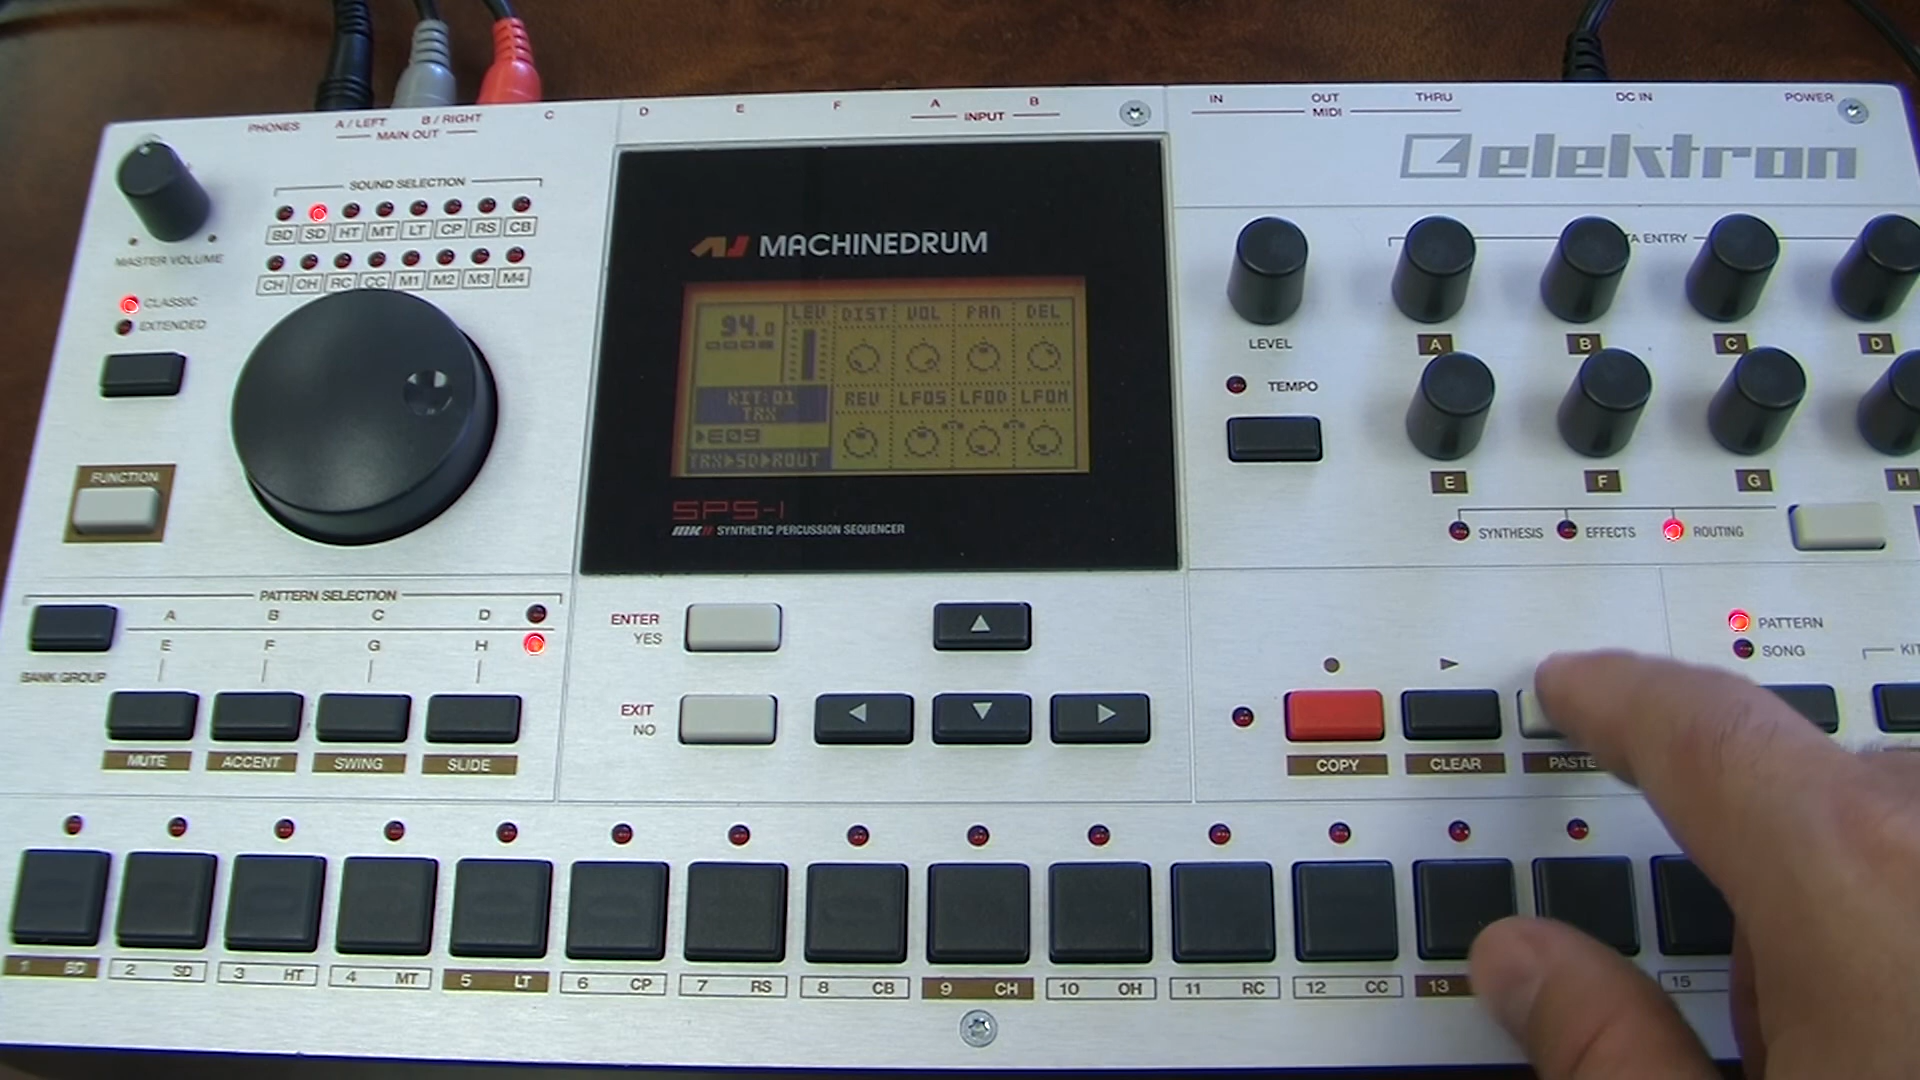 PHONES
A / LEFT
B / RIGHT
MAIN OUT
C
D
E
F
A
B
INPUT
IN
OUT
THRU
MIDI
DC IN
POWER
elektron
MASTER VOLUME
SOUND SELECTION
BD SD HT MT LT CP RS CB
CH OH RC CC M1 M2 M3 M4
CLASSIC
EXTENDED
FUNCTION
MACHINEDRUM
94.0
LEV DIST VOL PAN DEL
KIT:01
TRX
REV LFOS LFOD LFOM
E09
TRX▶SD▶ROUT
SPS-1
MKII SYNTHETIC PERCUSSION SEQUENCER
LEVEL
TEMPO
A
B
C
D
E
F
G
H
SYNTHESIS
EFFECTS
ROUTING
PATTERN SELECTION
A B C D
E F G H
BANK GROUP
MUTE
ACCENT
SWING
SLIDE
ENTER
YES
EXIT
NO
COPY
CLEAR
PASTE
PATTERN
SONG
1 BD
2 SD
3 HT
4 MT
5 LT
6 CP
7 RS
8 CB
9 CH
10 OH
11 RC
12 CC
13
15